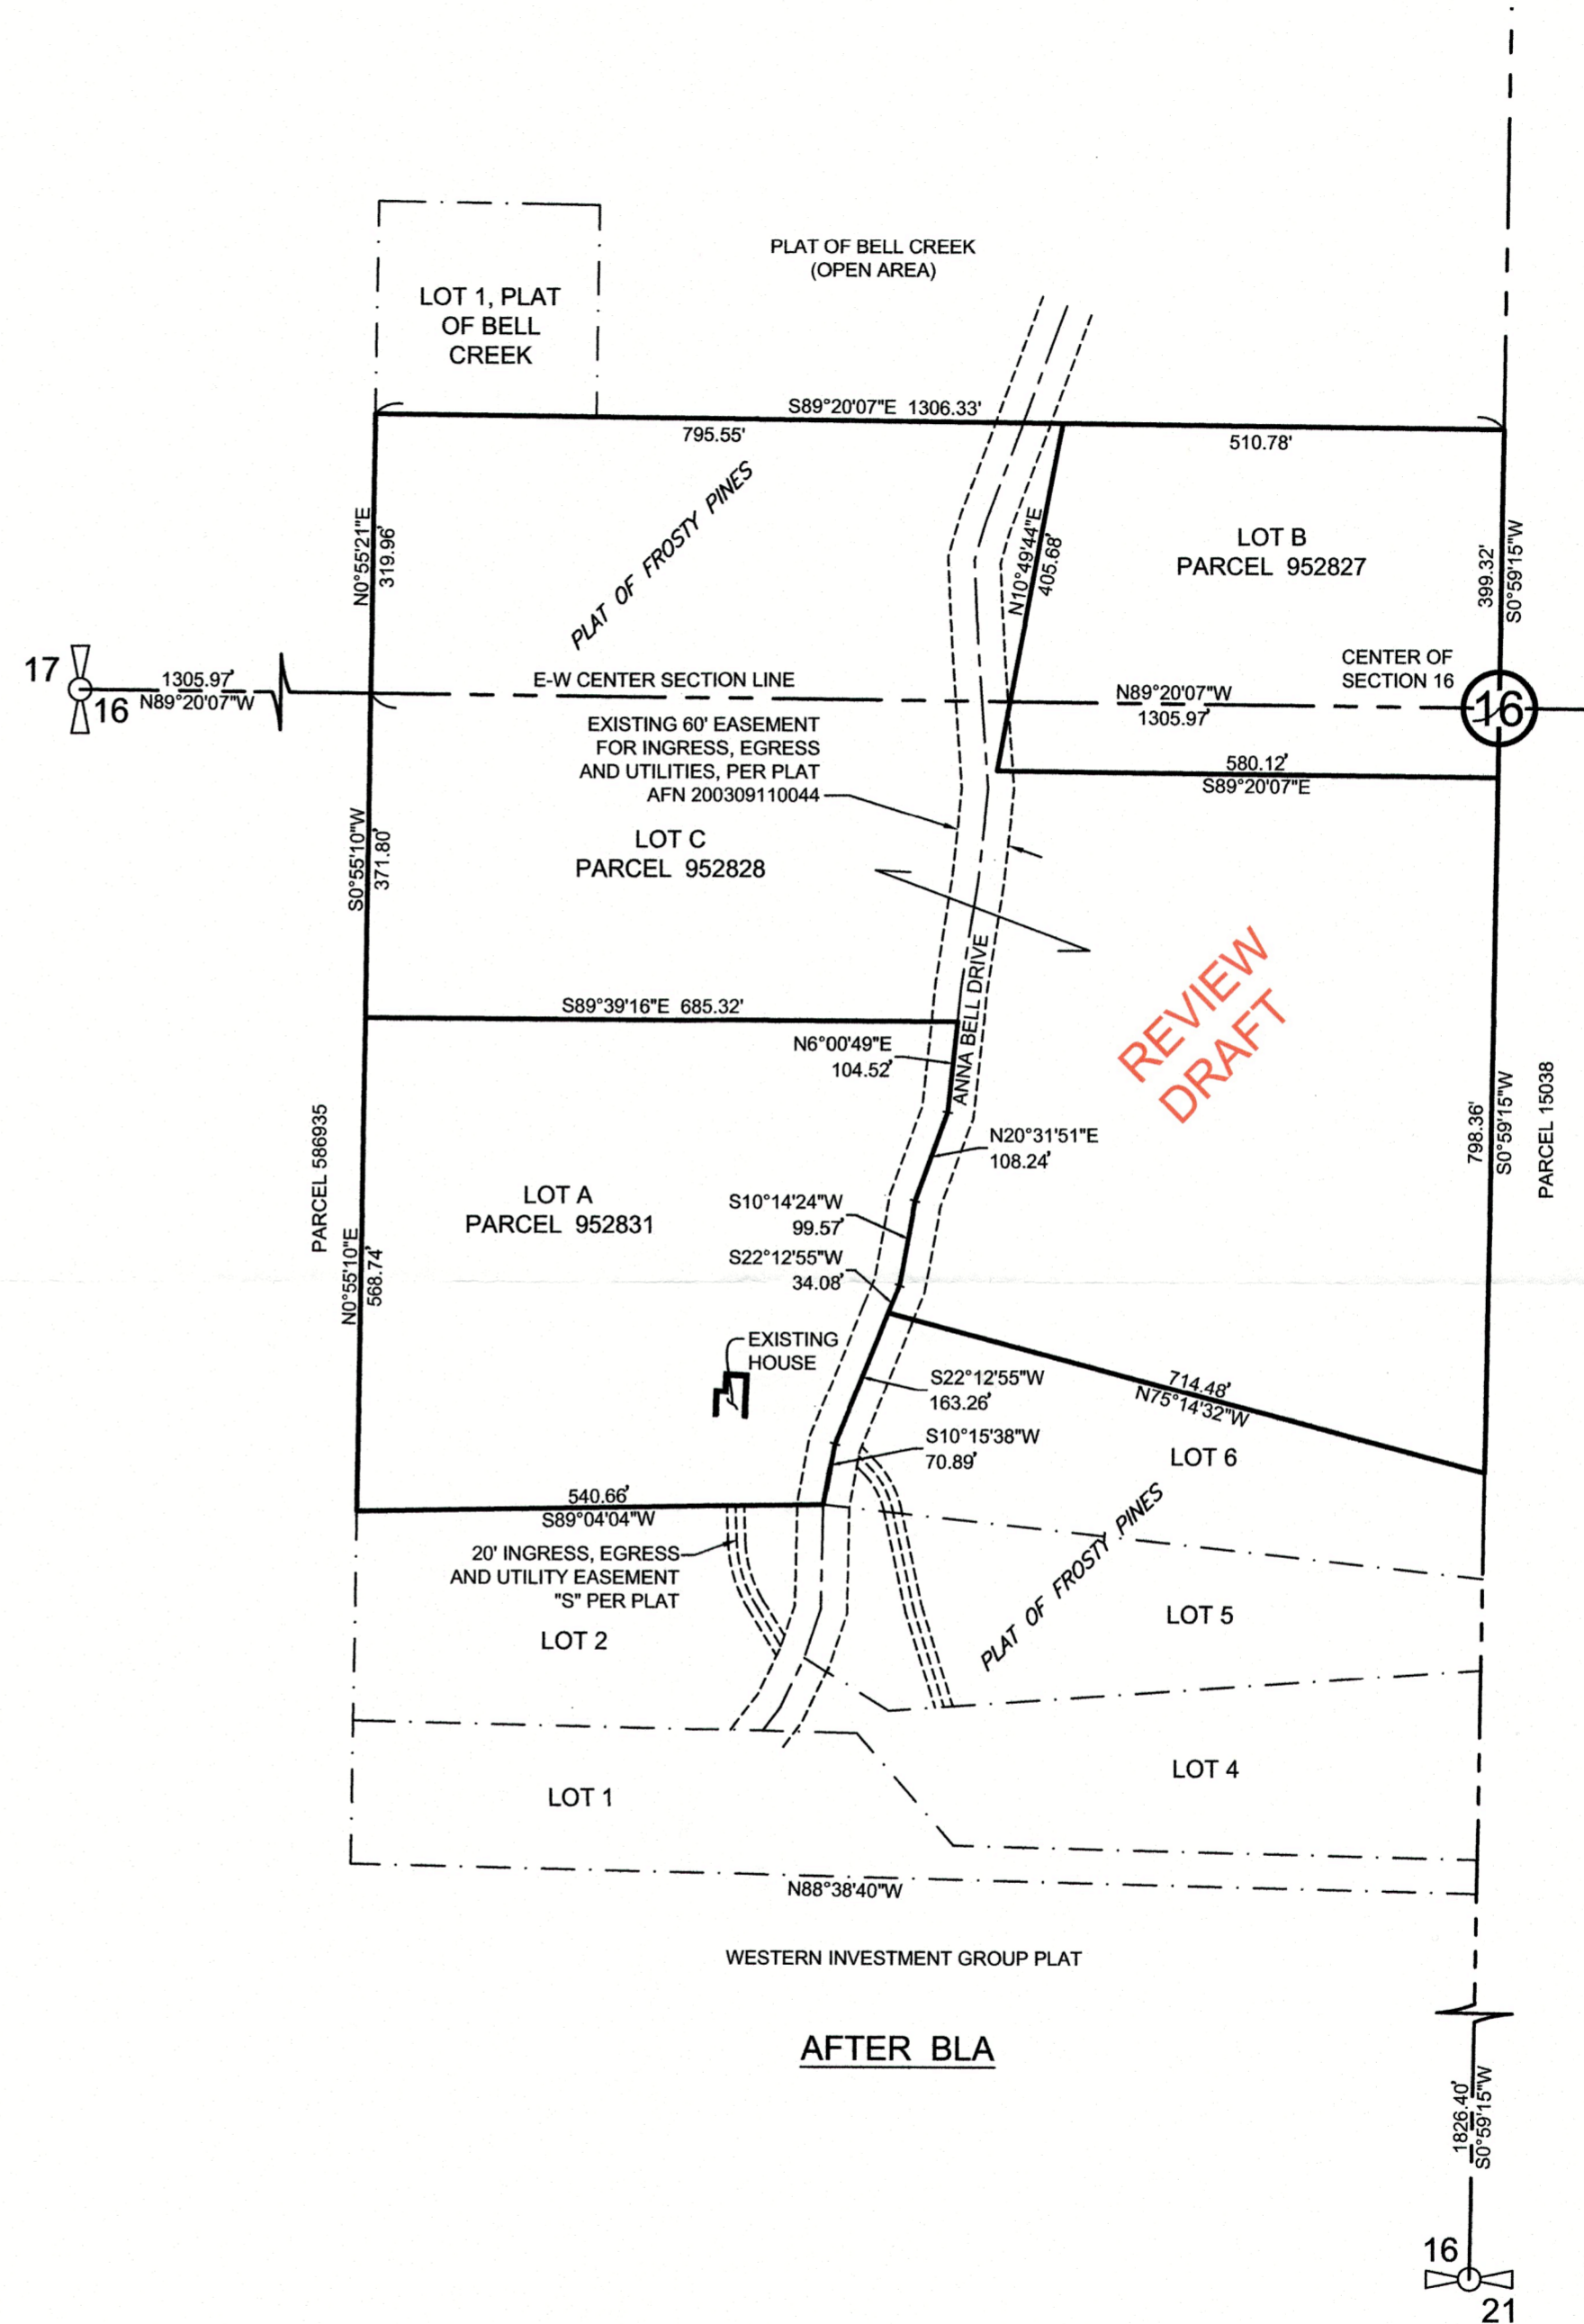 PLAT OF BELL CREEK
(OPEN AREA)
LOT 1, PLAT
OF BELL
CREEK
S89°20'07"E 1306.33'
795.55'
510.78'
PLAT OF FROSTY PINES
N0°55'21"E
319.96'
N10°49'44"E
405.68'
LOT B
PARCEL 952827
399.32'
S0°59'15"W
17
16
1305.97'
N89°20'07"W
E-W CENTER SECTION LINE
CENTER OF
SECTION 16
N89°20'07"W
1305.97'
16
EXISTING 60' EASEMENT
FOR INGRESS, EGRESS
AND UTILITIES, PER PLAT
AFN 200309110044
580.12'
S89°20'07"E
S0°55'10"W
371.80'
LOT C
PARCEL 952828
REVIEW
DRAFT
S89°39'16"E 685.32'
ANNA BELL DRIVE
N6°00'49"E
104.52'
N20°31'51"E
108.24'
798.36'
S0°59'15"W
PARCEL 15038
PARCEL 586935
LOT A
PARCEL 952831
S10°14'24"W
99.57'
S22°12'55"W
34.08'
N0°55'10"E
568.74'
EXISTING
HOUSE
S22°12'55"W
163.26'
714.48'
N75°14'32"W
S10°15'38"W
70.89'
LOT 6
540.66'
S89°04'04"W
20' INGRESS, EGRESS
AND UTILITY EASEMENT
"S" PER PLAT
PLAT OF FROSTY PINES
LOT 5
LOT 2
LOT 4
LOT 1
N88°38'40"W
WESTERN INVESTMENT GROUP PLAT
AFTER BLA
1826.40'
S0°59'15"W
16
21